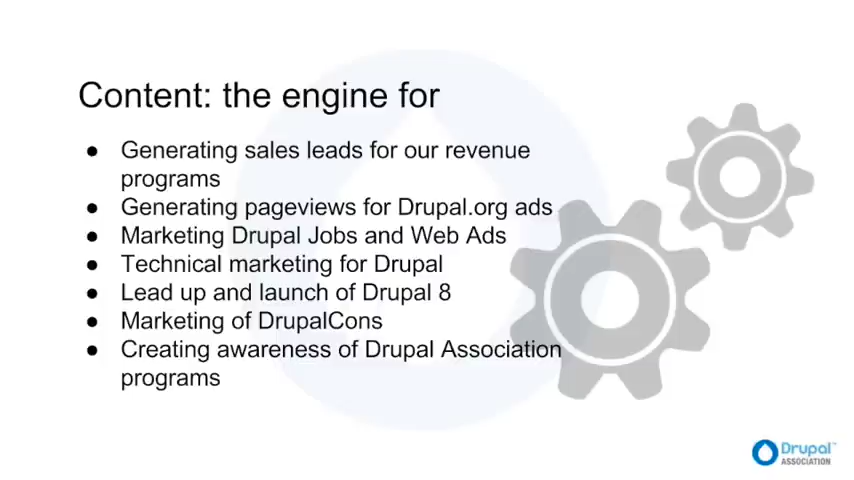 Content: the engine for
● Generating sales leads for our revenue
programs
● Generating pageviews for Drupal.org ads
● Marketing Drupal Jobs and Web Ads
● Technical marketing for Drupal
● Lead up and launch of Drupal 8
● Marketing of DrupalCons
● Creating awareness of Drupal Association
programs
Drupal™
ASSOCIATION